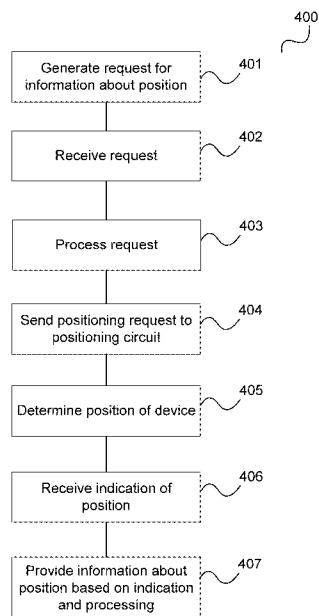 400
Generate request for
information about position
401
Receive request
402
Process request
403
Send positioning request to
positioning circuit
404
Determine position of device
405
Receive indication of
position
406
Provide information about
position based on indication
and processing
407